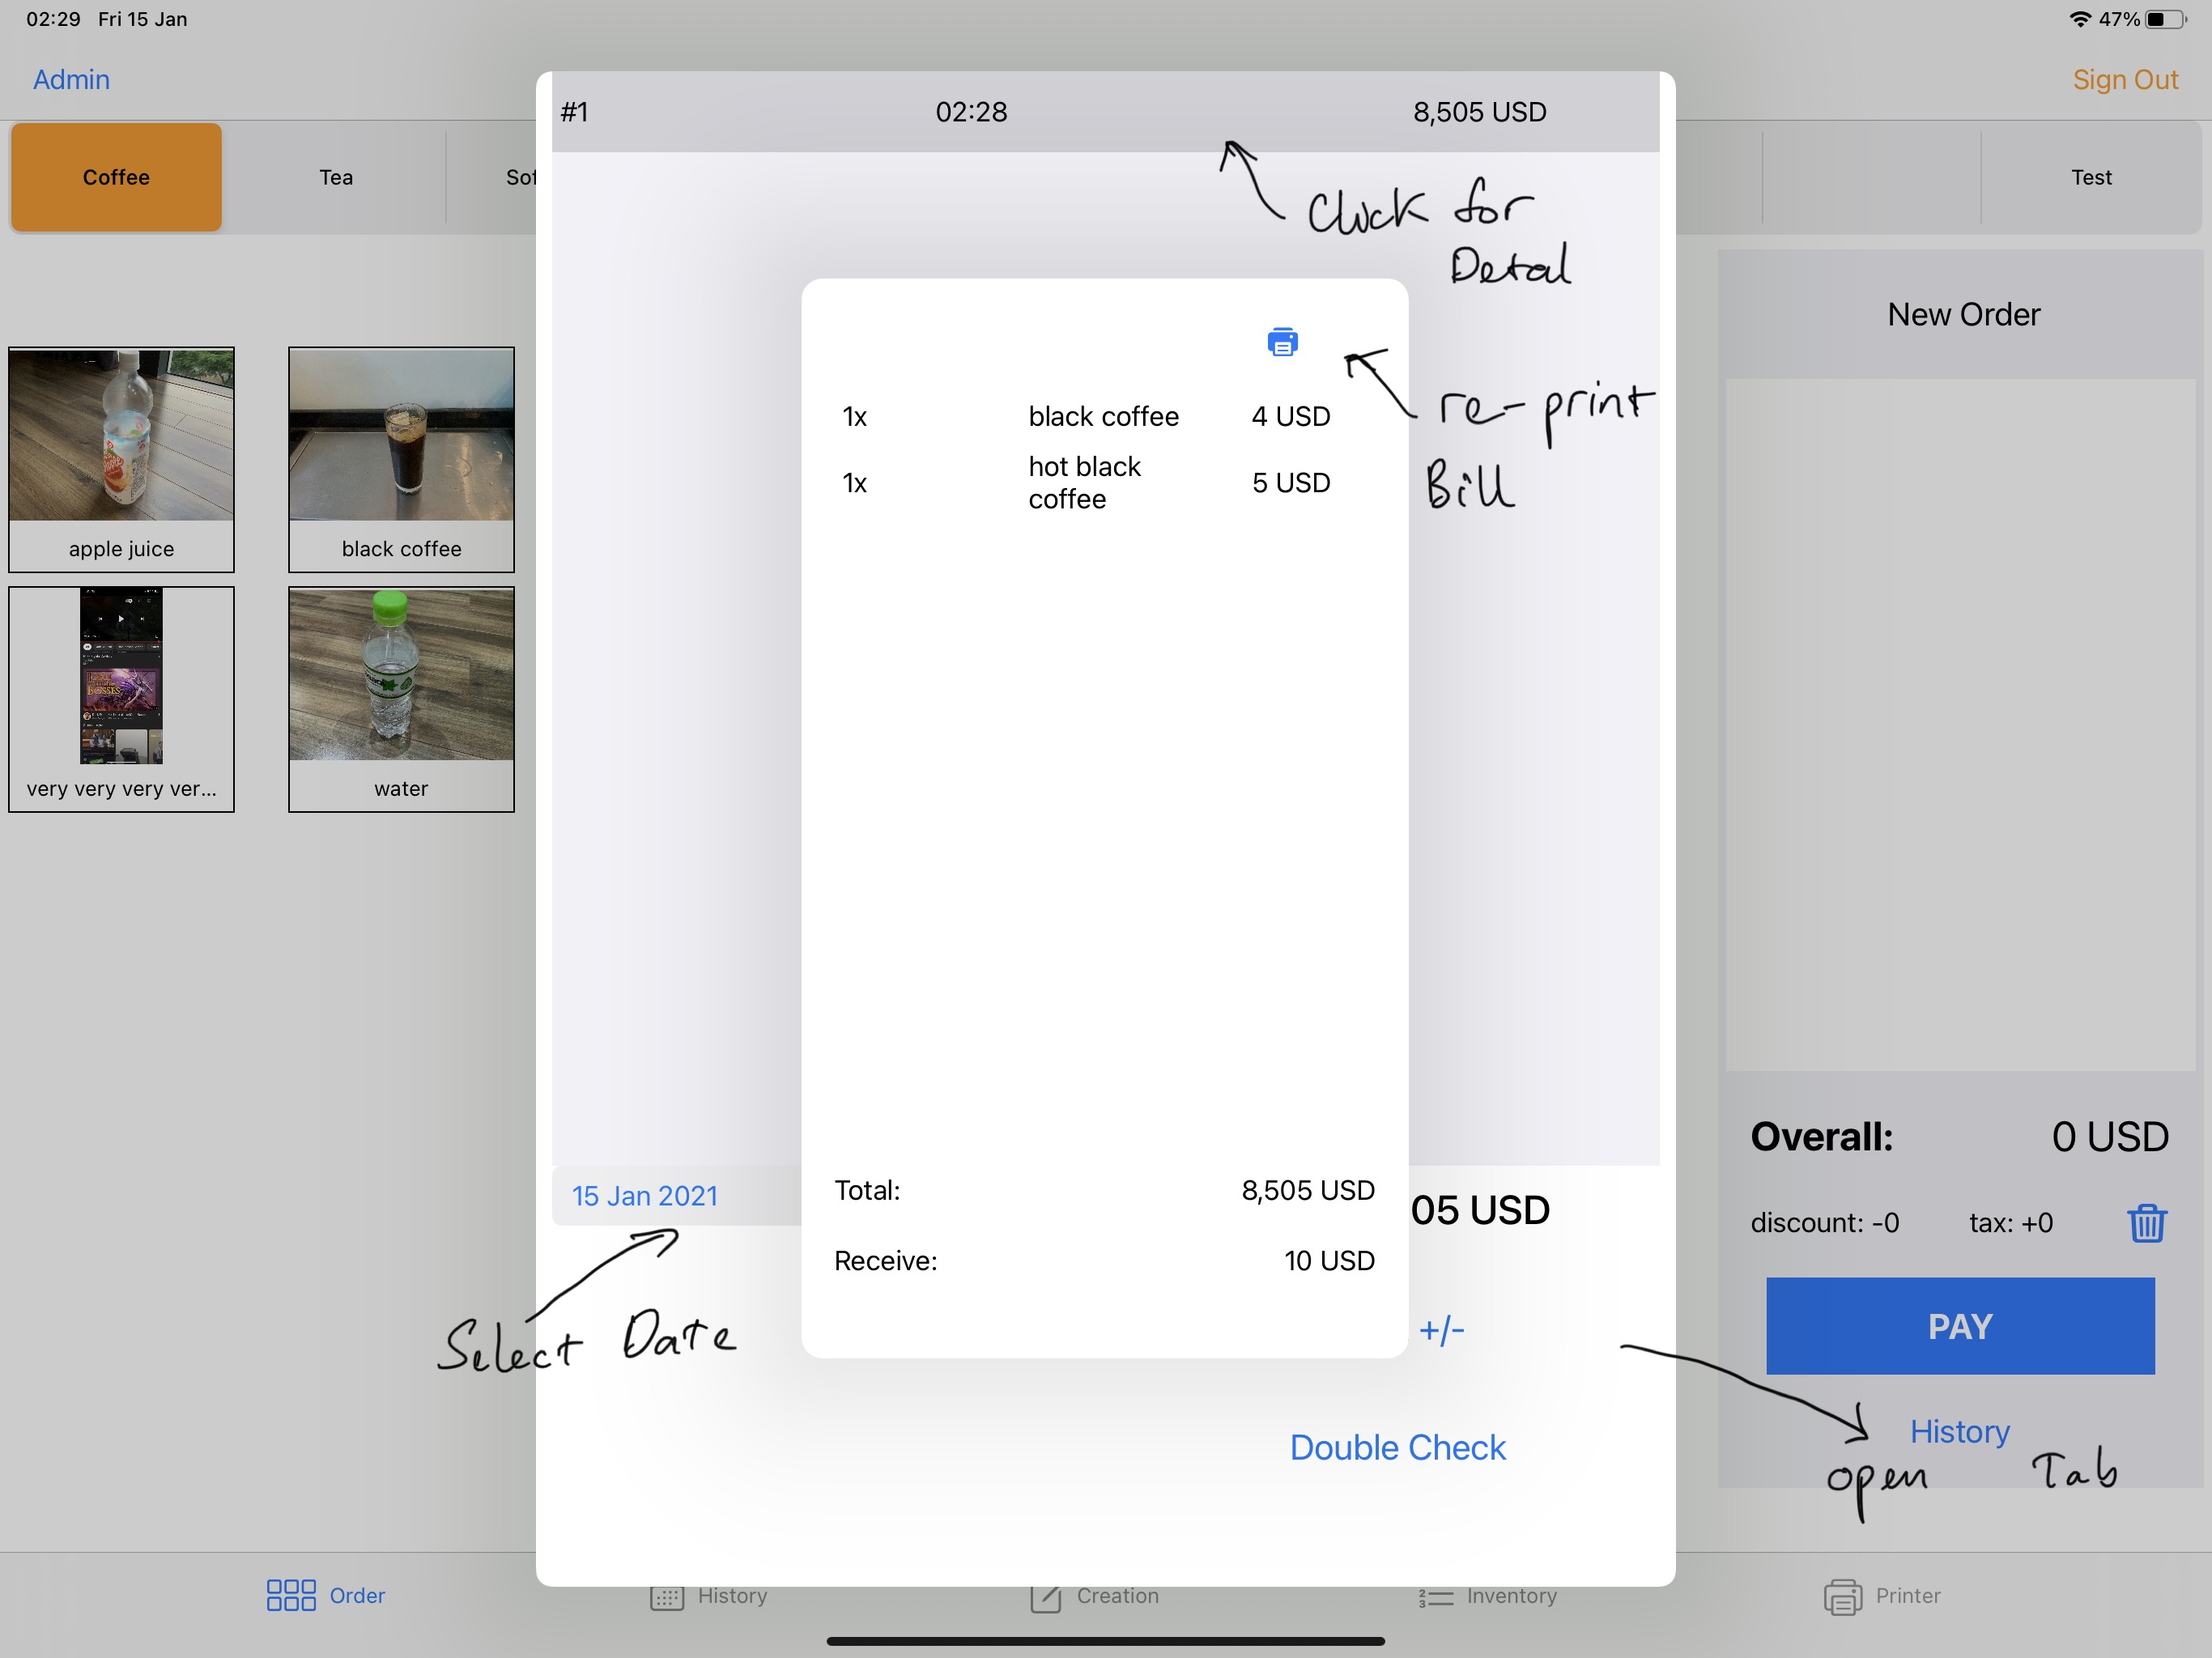 02:29 Fri 15 Jan
47%
Admin
Sign Out
#1 02:28 8,505 USD
Coffee
Tea
Sof
Test
Click for
Detal
New Order
re-print
Bill
1x black coffee 4 USD
1x hot black
coffee 5 USD
apple juice
black coffee
very very very ver...
water
Total: 8,505 USD
Receive: 10 USD
15 Jan 2021
05 USD
Select Date
+/-
Double Check
Overall: 0 USD
discount: -0 tax: +0
PAY
History
open Tab
Order
History
Creation
Inventory
Printer